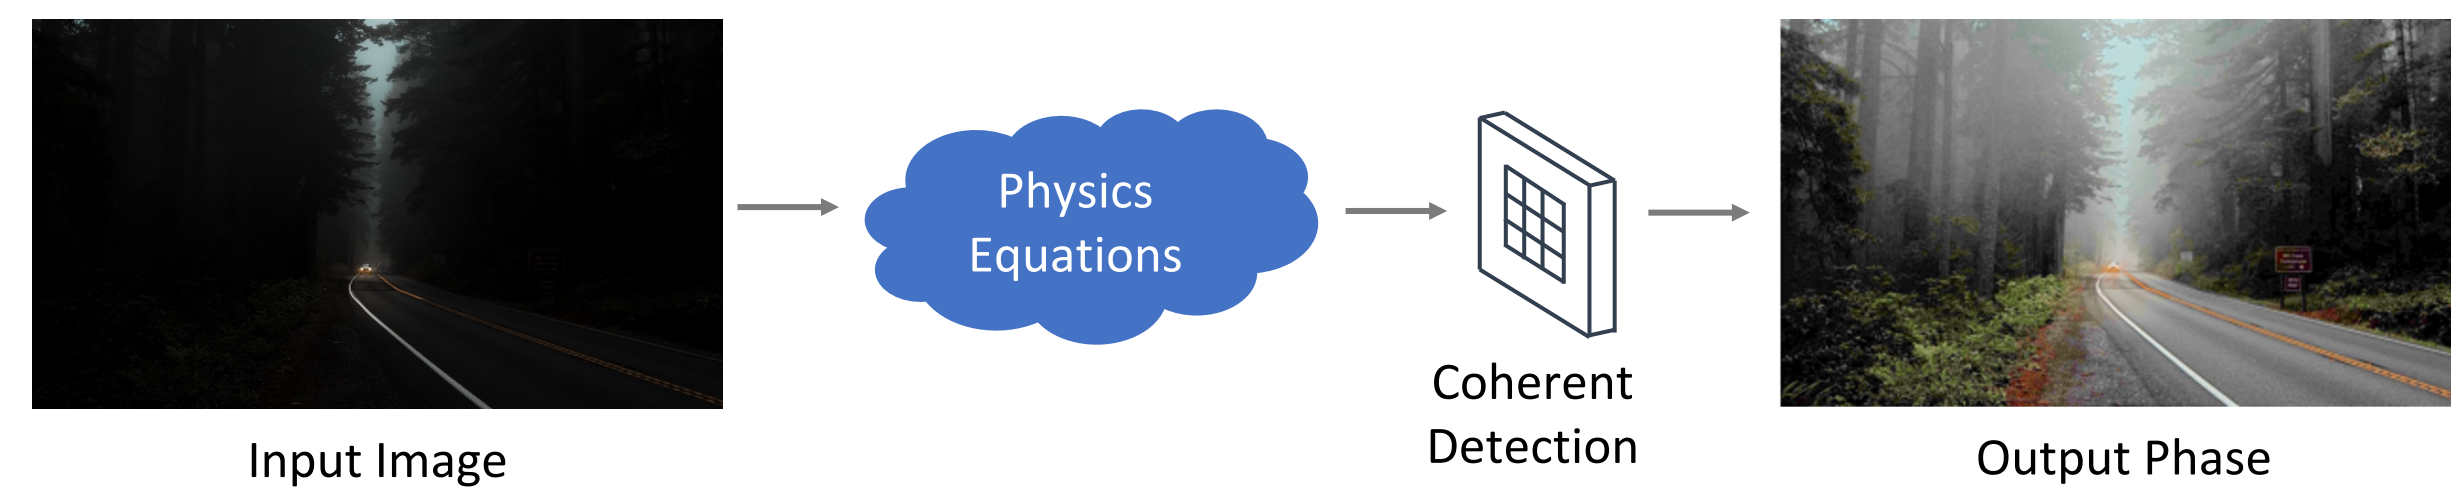 Physics
Equations
Coherent
Detection
Input Image
Output Phase